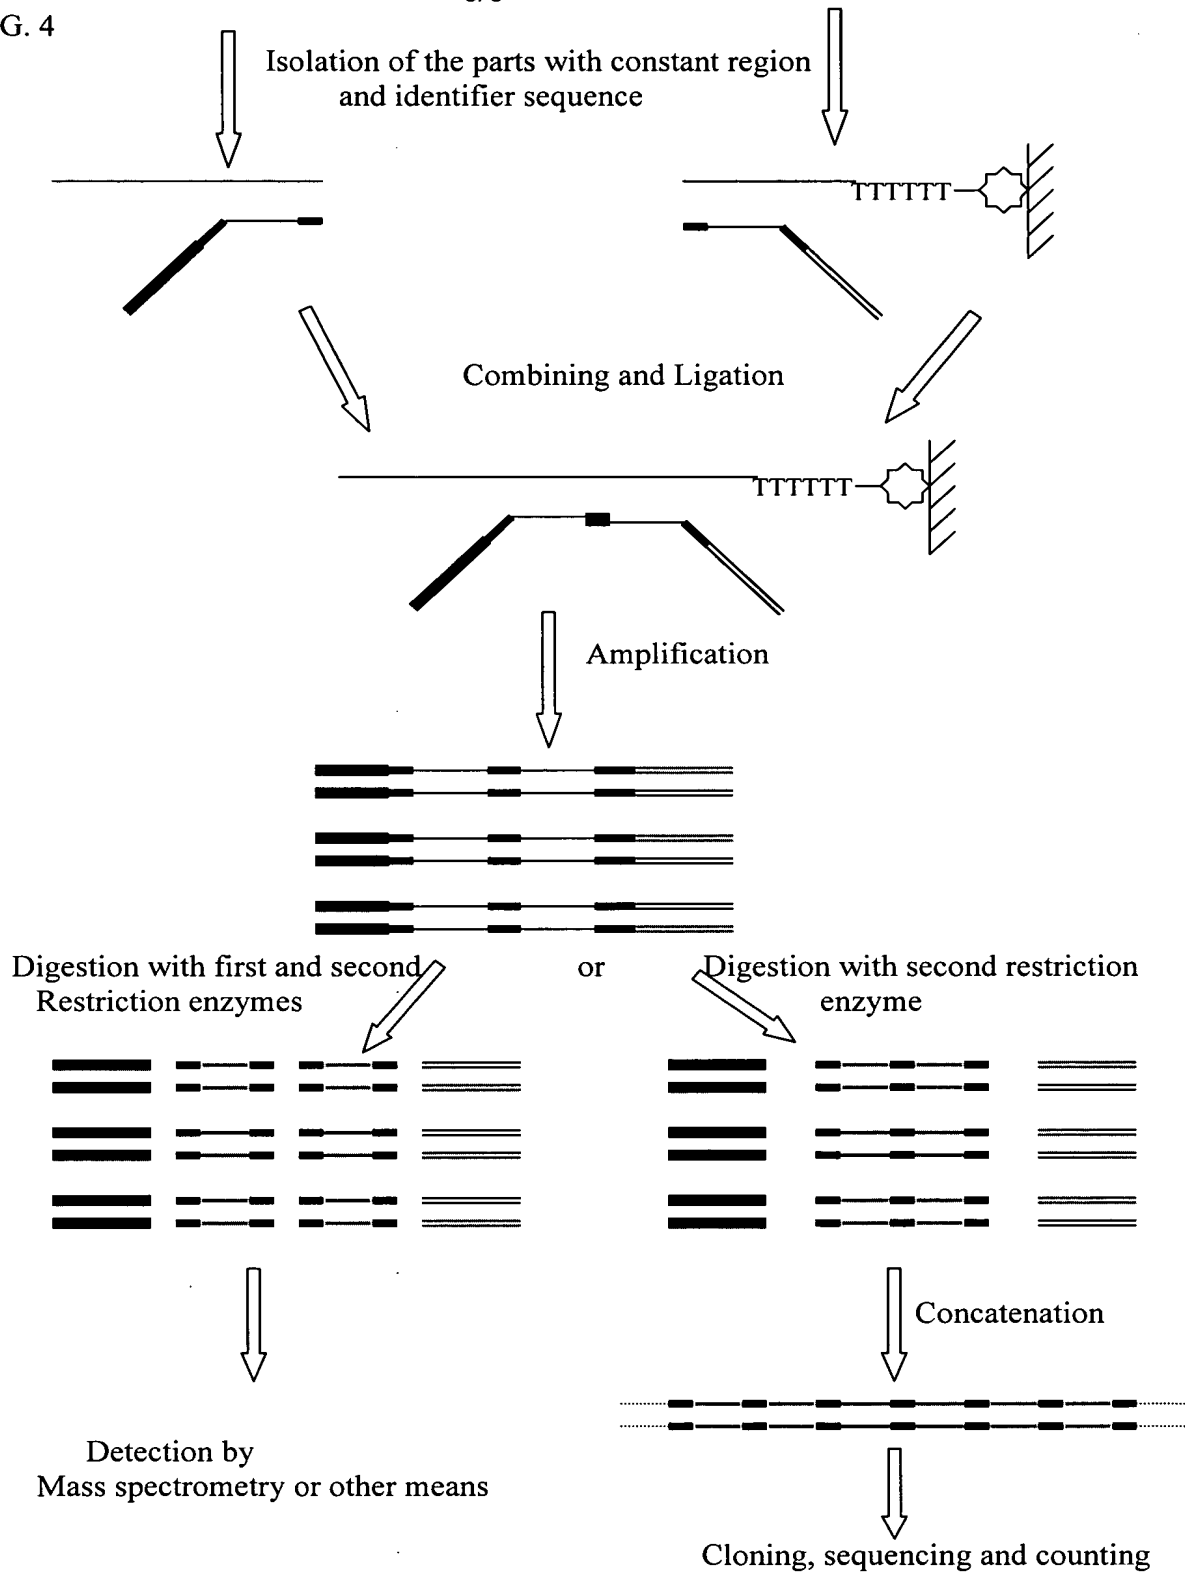 G. 4
Isolation of the parts with constant region
and identifier sequence
TTTTTT
Combining and Ligation
TTTTTT
Amplification
Digestion with first and second
Restriction enzymes
or
Digestion with second restriction
enzyme
Concatenation
Detection by
Mass spectrometry or other means
Cloning, sequencing and counting